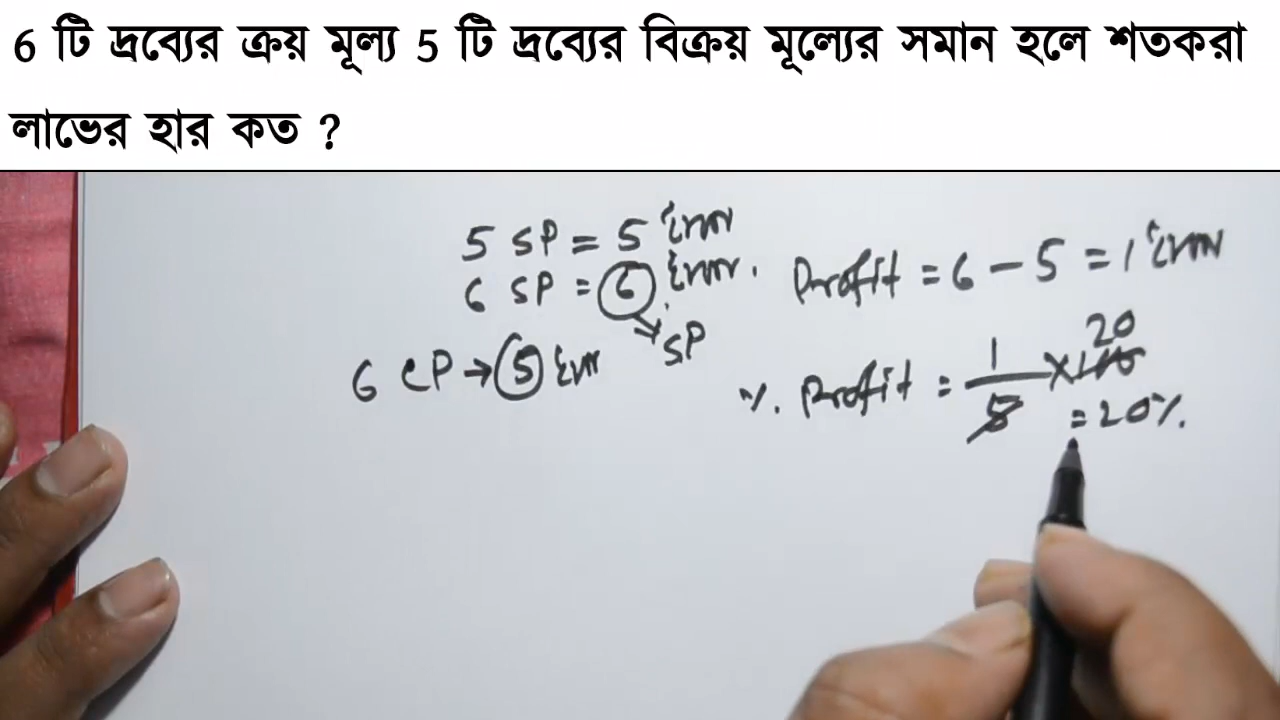 6 টি দ্রব্যের ক্রয় মূল্য 5 টি দ্রব্যের বিক্রয় মূল্যের সমান হলে শতকরা
লাভের হার কত ?
5 SP = 5
6 SP = 6
SP
6 CP → 5
Profit = 6 - 5 = 1
20
%. Profit = 1/5 × 100
= 20%.